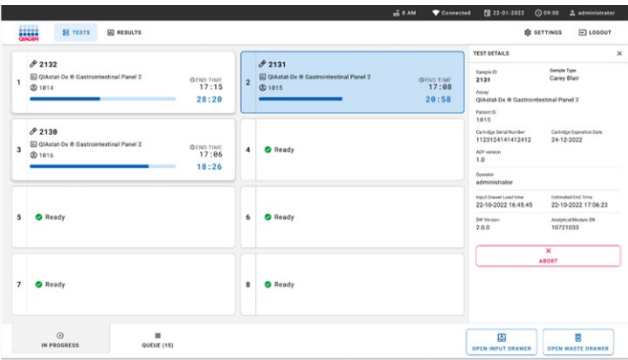 8 AM Connected 22-01-2022 09:00 administrator
QIAGEN TESTS RESULTS SETTINGS LOGOUT
1 2132
QIAstat-Dx ® Gastrointestinal Panel 2
1014
END TIME
17:15
28:20
2 2131
QIAstat-Dx ® Gastrointestinal Panel 2
1015
END TIME
17:08
20:58
3 2130
QIAstat-Dx ® Gastrointestinal Panel 2
1016
END TIME
17:06
18:26
4 Ready
5 Ready
6 Ready
7 Ready
8 Ready
TEST DETAILS
Sample ID Sample Type
2131 Carey Blair
Assay
QIAstat-Dx ® Gastrointestinal Panel 2
Patient ID
1015
Cartridge Serial Number Cartridge Expiration Date
1123124141412412 24-12-2022
ADF version
1.0
Operator
administrator
Input Drawer Load time Estimated End Time
22-10-2022 16:45:45 22-10-2022 17:06:23
SW Version Analytical Module SN
2.0.0 10721033
ABORT
IN PROGRESS QUEUE (15)
OPEN INPUT DRAWER OPEN WASTE DRAWER